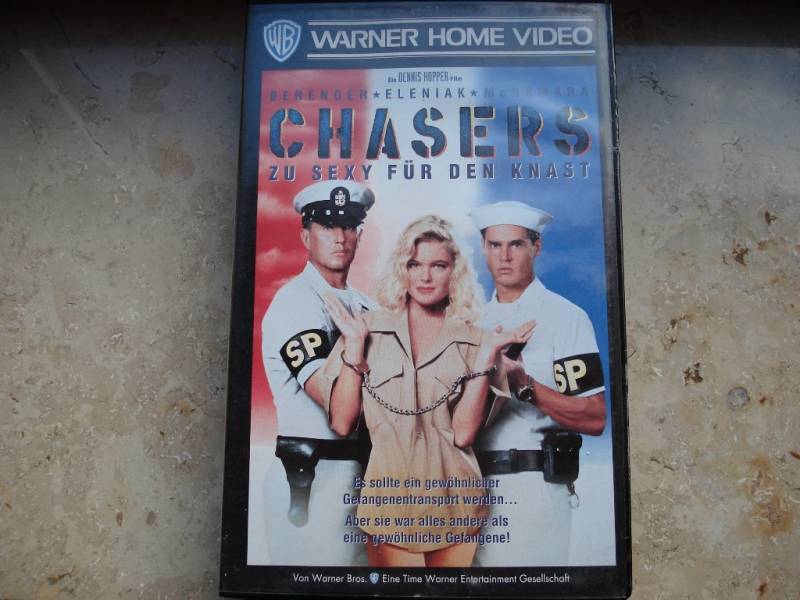 WB WARNER HOME VIDEO
Ein DENNIS HOPPER Film
BERENGER ★ ELENIAK ★ McNAMARA
CHASERS
ZU SEXY FÜR DEN KNAST
SP
SP
Es sollte ein gewöhnlicher
Gefangenentransport werden...
Aber sie war alles andere als
eine gewöhnliche Gefangene!
Von Warner Bros. WB Eine Time Warner Entertainment Gesellschaft